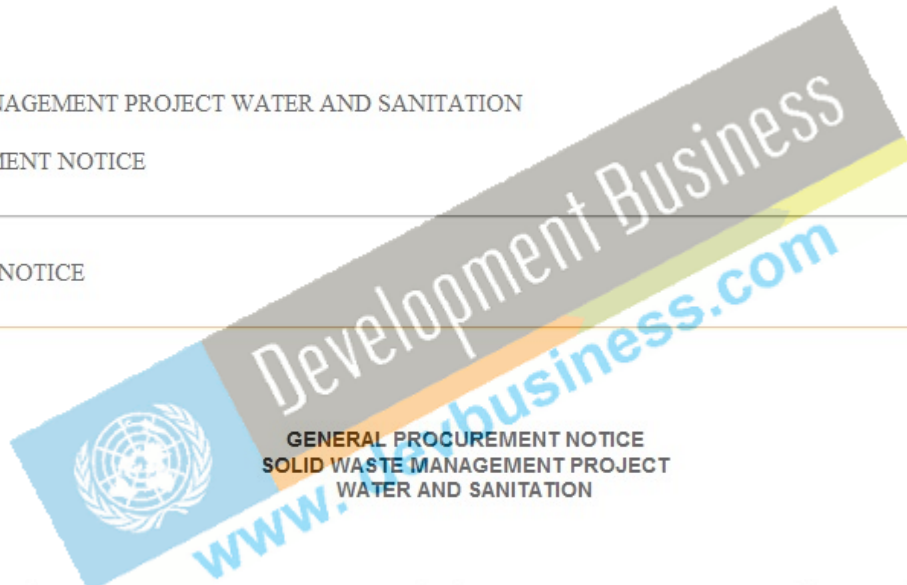 NAGEMENT PROJECT WATER AND SANITATION
MENT NOTICE
NOTICE
Development Business
www.devbusiness.com
GENERAL PROCUREMENT NOTICE
SOLID WASTE MANAGEMENT PROJECT
WATER AND SANITATION